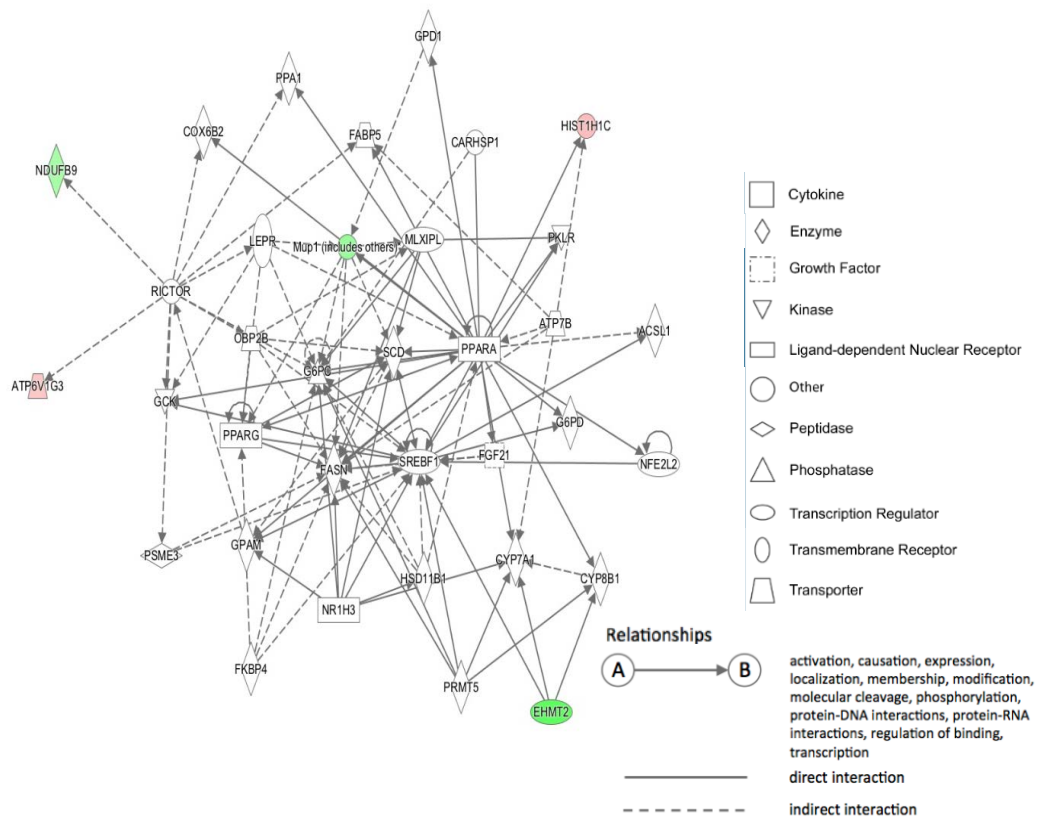 GPD1
PPA1
COX6B2
FABP5
CARHSP1
HIST1H1C
NDUFB9
LEPR
Mup1 (includes others)
MLXIPL
PKLR
RICTOR
OBP2B
SCD
PPARA
ATP7B
ACSL1
G6PC
ATP6V1G3
GCK
PPARG
G6PD
FASN
SREBF1
FGF21
NFE2L2
PSME3
GPAM
HSD11B1
CYP7A1
CYP8B1
NR1H3
FKBP4
PRMT5
EHMT2
Cytokine
Enzyme
Growth Factor
Kinase
Ligand-dependent Nuclear Receptor
Other
Peptidase
Phosphatase
Transcription Regulator
Transmembrane Receptor
Transporter
Relationships
A
B
activation, causation, expression,
localization, membership, modification,
molecular cleavage, phosphorylation,
protein-DNA interactions, protein-RNA
interactions, regulation of binding,
transcription
direct interaction
indirect interaction